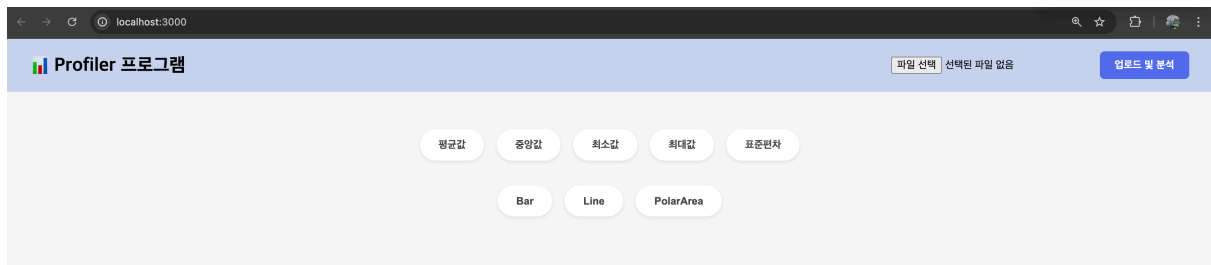 localhost:3000
Profiler 프로그램
파일 선택 선택된 파일 없음
업로드 및 분석
평균값 중앙값 최소값 최대값 표준편차
Bar Line PolarArea